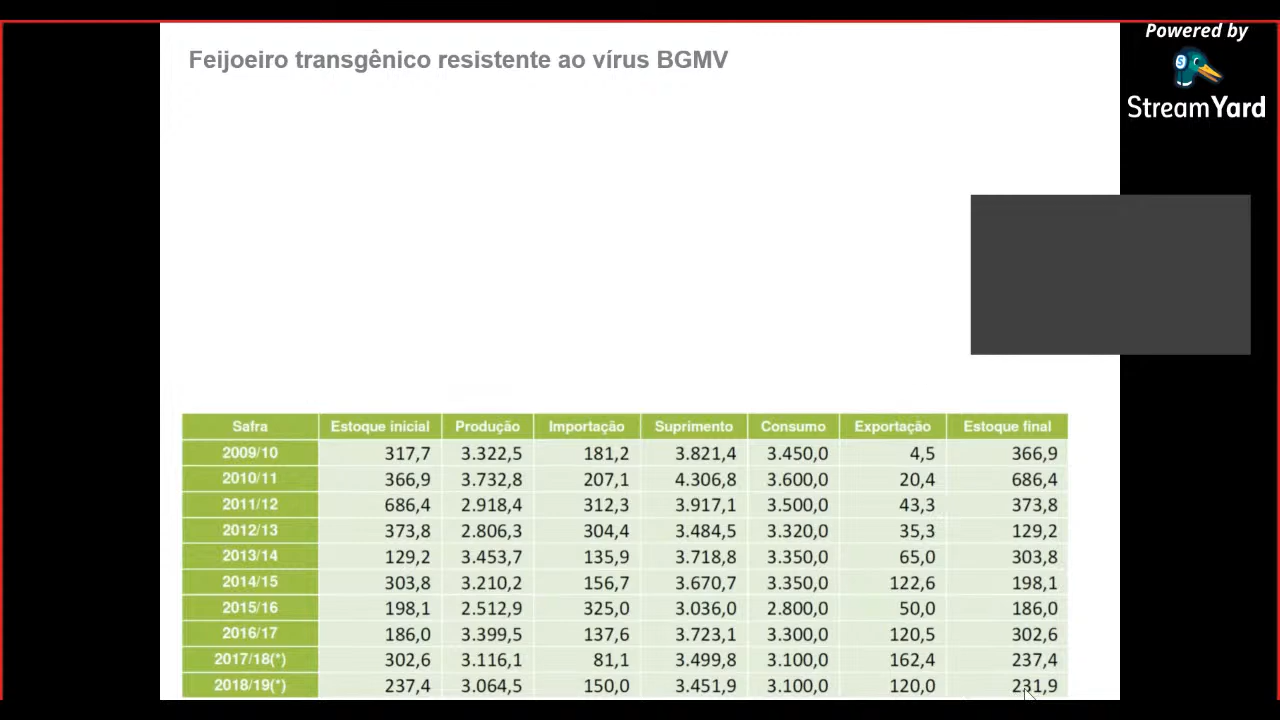 Powered by
StreamYard
Feijoeiro transgênico resistente ao vírus BGMV
Safra Estoque inicial Produção Importação Suprimento Consumo Exportação Estoque final
2009/10 317,7 3.322,5 181,2 3.821,4 3.450,0 4,5 366,9
2010/11 366,9 3.732,8 207,1 4.306,8 3.600,0 20,4 686,4
2011/12 686,4 2.918,4 312,3 3.917,1 3.500,0 43,3 373,8
2012/13 373,8 2.806,3 304,4 3.484,5 3.320,0 35,3 129,2
2013/14 129,2 3.453,7 135,9 3.718,8 3.350,0 65,0 303,8
2014/15 303,8 3.210,2 156,7 3.670,7 3.350,0 122,6 198,1
2015/16 198,1 2.512,9 325,0 3.036,0 2.800,0 50,0 186,0
2016/17 186,0 3.399,5 137,6 3.723,1 3.300,0 120,5 302,6
2017/18(*) 302,6 3.116,1 81,1 3.499,8 3.100,0 162,4 237,4
2018/19(*) 237,4 3.064,5 150,0 3.451,9 3.100,0 120,0 231,9